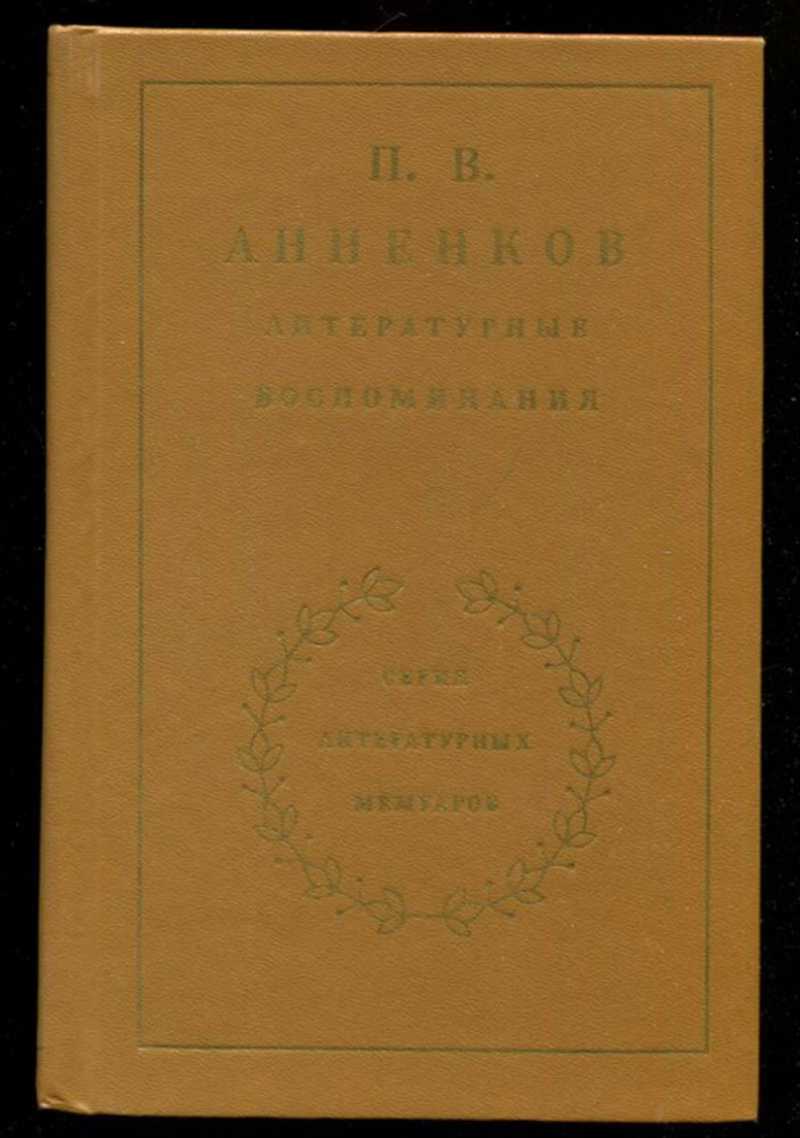 П. В.
АННЕНКОВ
ЛИТЕРАТУРНЫЕ
ВОСПОМИНАНИЯ
СЕРИЯ
ЛИТЕРАТУРНЫХ
МЕМУАРОВ